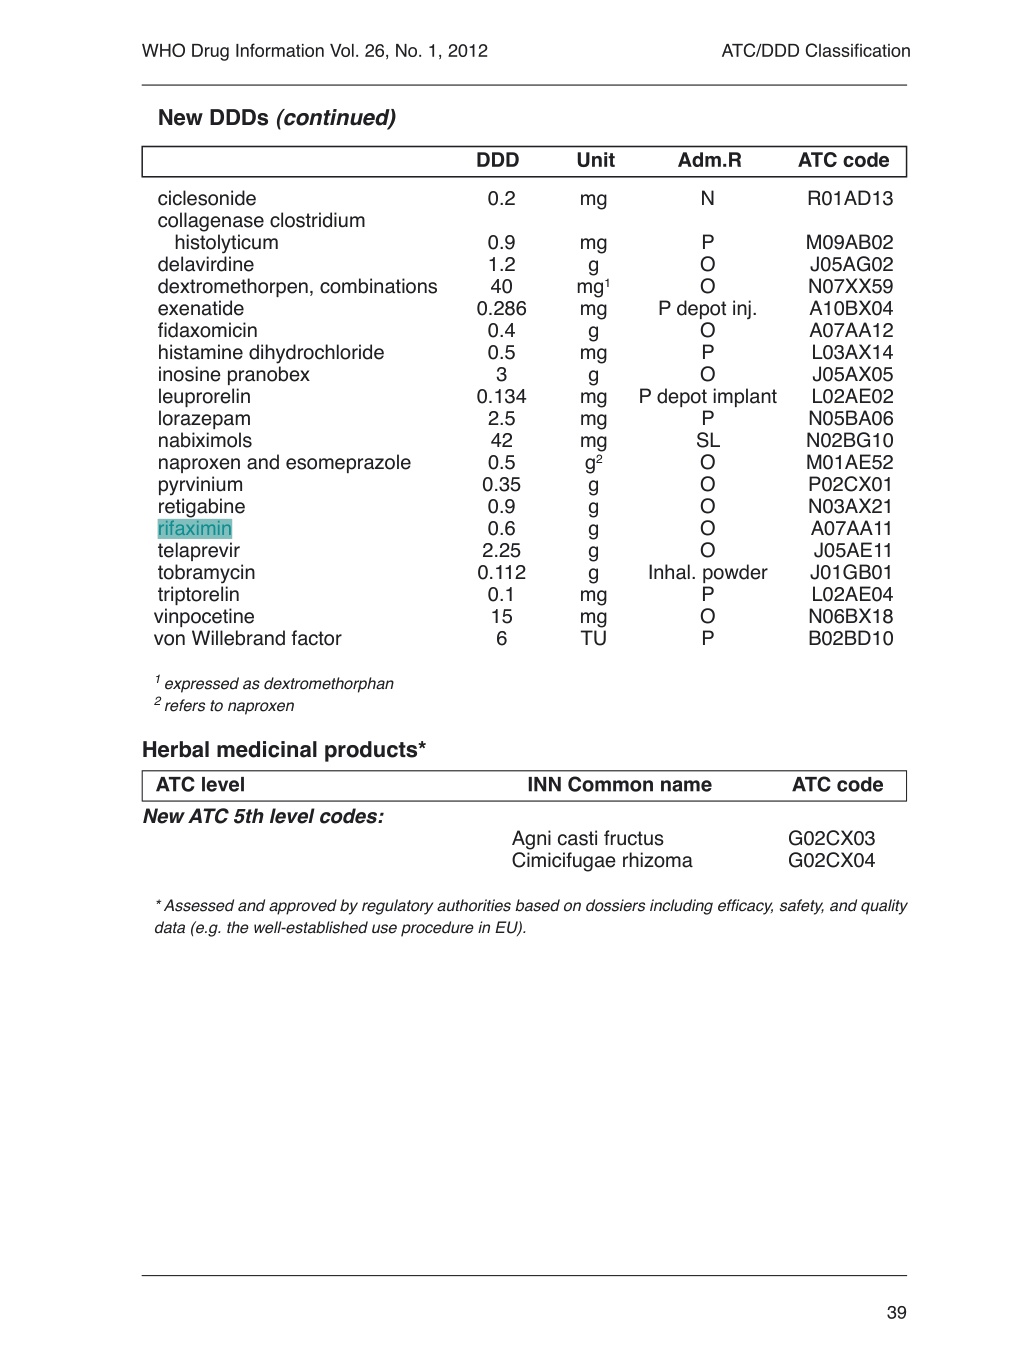 WHO Drug Information Vol. 26, No. 1, 2012 ATC/DDD Classification
New DDDs (continued)
DDD Unit Adm.R ATC code
ciclesonide 0.2 mg N R01AD13
collagenase clostridium
histolyticum 0.9 mg P M09AB02
delavirdine 1.2 g O J05AG02
dextromethorpen, combinations 40 mg¹ O N07XX59
exenatide 0.286 mg P depot inj. A10BX04
fidaxomicin 0.4 g O A07AA12
histamine dihydrochloride 0.5 mg P L03AX14
inosine pranobex 3 g O J05AX05
leuprorelin 0.134 mg P depot implant L02AE02
lorazepam 2.5 mg P N05BA06
nabiximols 42 mg SL N02BG10
naproxen and esomeprazole 0.5 g² O M01AE52
pyrvinium 0.35 g O P02CX01
retigabine 0.9 g O N03AX21
rifaximin 0.6 g O A07AA11
telaprevir 2.25 g O J05AE11
tobramycin 0.112 g Inhal. powder J01GB01
triptorelin 0.1 mg P L02AE04
vinpocetine 15 mg O N06BX18
von Willebrand factor 6 TU P B02BD10
¹ expressed as dextromethorphan
² refers to naproxen
Herbal medicinal products*
ATC level INN Common name ATC code
New ATC 5th level codes:
Agni casti fructus G02CX03
Cimicifugae rhizoma G02CX04
* Assessed and approved by regulatory authorities based on dossiers including efficacy, safety, and quality
data (e.g. the well-established use procedure in EU).
39